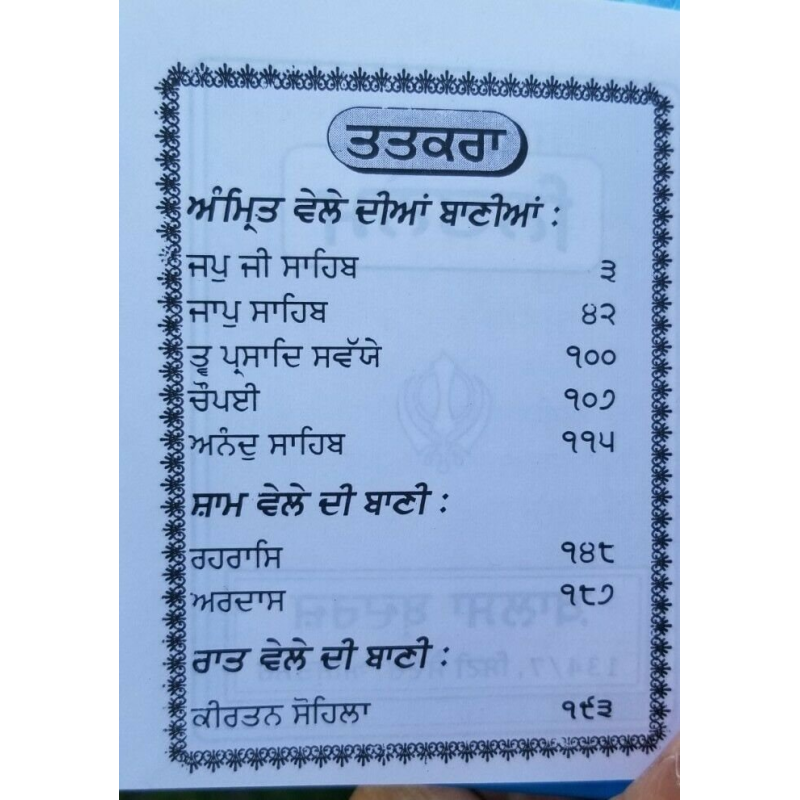 ਤਤਕਰਾ
ਅੰਮ੍ਰਿਤ ਵੇਲੇ ਦੀਆਂ ਬਾਣੀਆਂ :
ਜਪੁ ਜੀ ਸਾਹਿਬ ੩
ਜਾਪੁ ਸਾਹਿਬ ੪੨
ਤ੍ਵ ਪ੍ਰਸਾਦਿ ਸਵੱਯੇ ੧੦੦
ਚੌਪਈ ੧੦੭
ਅਨੰਦੁ ਸਾਹਿਬ ੧੧੫
ਸ਼ਾਮ ਵੇਲੇ ਦੀ ਬਾਣੀ :
ਰਹਰਾਸਿ ੧੪੮
ਅਰਦਾਸ ੧੮੭
ਰਾਤ ਵੇਲੇ ਦੀ ਬਾਣੀ :
ਕੀਰਤਨ ਸੋਹਿਲਾ ੧੯੩